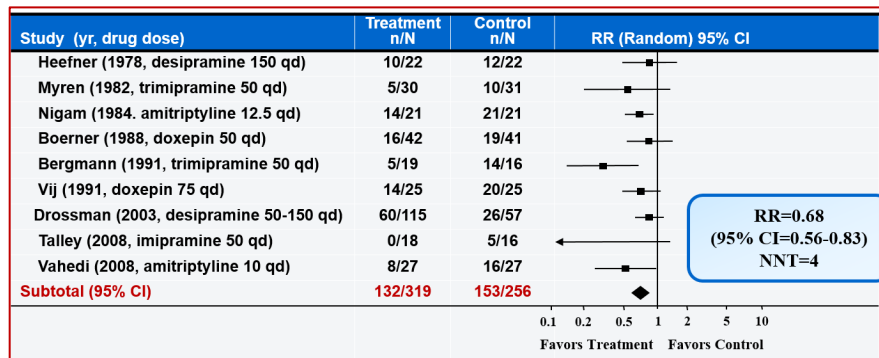 Study (yr, drug dose) Treatment n/N Control n/N RR (Random) 95% CI
Heefner (1978, desipramine 150 qd) 10/22 12/22
Myren (1982, trimipramine 50 qd) 5/30 10/31
Nigam (1984. amitriptyline 12.5 qd) 14/21 21/21
Boerner (1988, doxepin 50 qd) 16/42 19/41
Bergmann (1991, trimipramine 50 qd) 5/19 14/16
Vij (1991, doxepin 75 qd) 14/25 20/25
Drossman (2003, desipramine 50-150 qd) 60/115 26/57
Talley (2008, imipramine 50 qd) 0/18 5/16
Vahedi (2008, amitriptyline 10 qd) 8/27 16/27
Subtotal (95% CI) 132/319 153/256
RR=0.68
(95% CI=0.56-0.83)
NNT=4
0.1 0.2 0.5 1 2 5 10
Favors Treatment Favors Control